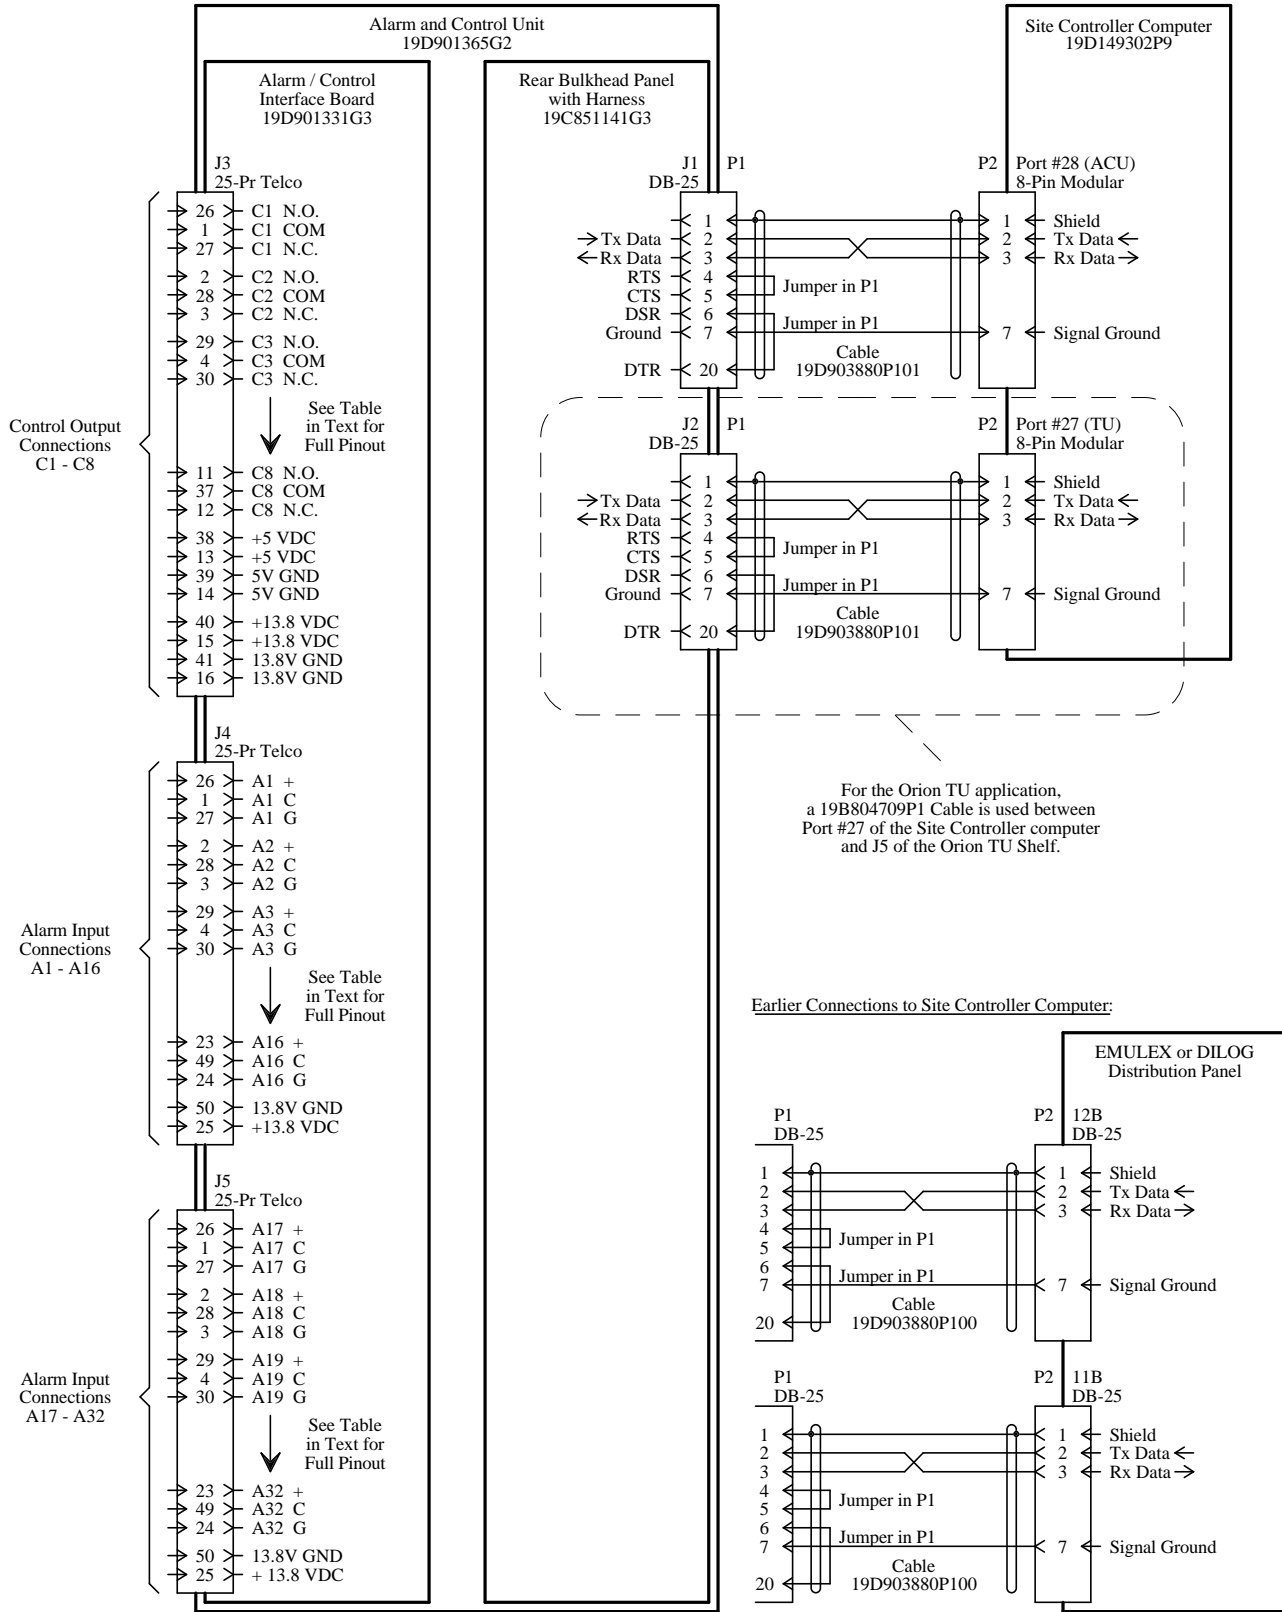 Alarm and Control Unit
19D901365G2
Site Controller Computer
19D149302P9
Alarm / Control
Interface Board
19D901331G3
Rear Bulkhead Panel
with Harness
19C851141G3
J3
25-Pr Telco
26 C1 N.O.
1 C1 COM
27 C1 N.C.
2 C2 N.O.
28 C2 COM
3 C2 N.C.
29 C3 N.O.
4 C3 COM
30 C3 N.C.
See Table
in Text for
Full Pinout
Control Output
Connections
C1 - C8
11 C8 N.O.
37 C8 COM
12 C8 N.C.
38 +5 VDC
13 +5 VDC
39 5V GND
14 5V GND
40 +13.8 VDC
15 +13.8 VDC
41 13.8V GND
16 13.8V GND
J4
25-Pr Telco
26 A1 +
1 A1 C
27 A1 G
2 A2 +
28 A2 C
3 A2 G
29 A3 +
4 A3 C
30 A3 G
Alarm Input
Connections
A1 - A16
See Table
in Text for
Full Pinout
23 A16 +
49 A16 C
24 A16 G
50 13.8V GND
25 +13.8 VDC
J5
25-Pr Telco
26 A17 +
1 A17 C
27 A17 G
2 A18 +
28 A18 C
3 A18 G
29 A19 +
4 A19 C
30 A19 G
Alarm Input
Connections
A17 - A32
See Table
in Text for
Full Pinout
23 A32 +
49 A32 C
24 A32 G
50 13.8V GND
25 + 13.8 VDC
J1 P1
DB-25
P2 Port #28 (ACU)
8-Pin Modular
1 1 Shield
Tx Data 2 2 Tx Data
Rx Data 3 3 Rx Data
RTS 4
CTS 5 Jumper in P1
DSR 6
Ground 7 Jumper in P1 7 Signal Ground
Cable
DTR 20 19D903880P101
J2 P1
DB-25
P2 Port #27 (TU)
8-Pin Modular
1 1 Shield
Tx Data 2 2 Tx Data
Rx Data 3 3 Rx Data
RTS 4
CTS 5 Jumper in P1
DSR 6
Ground 7 Jumper in P1 7 Signal Ground
Cable
DTR 20 19D903880P101
For the Orion TU application,
a 19B804709P1 Cable is used between
Port #27 of the Site Controller computer
and J5 of the Orion TU Shelf.
Earlier Connections to Site Controller Computer:
EMULEX or DILOG
Distribution Panel
P1
DB-25
P2 12B
DB-25
1 1 Shield
2 2 Tx Data
3 3 Rx Data
4
5 Jumper in P1
6
7 Jumper in P1 7 Signal Ground
Cable
20 19D903880P100
P1
DB-25
P2 11B
DB-25
1 1 Shield
2 2 Tx Data
3 3 Rx Data
4
5 Jumper in P1
6
7 Jumper in P1 7 Signal Ground
Cable
20 19D903880P100